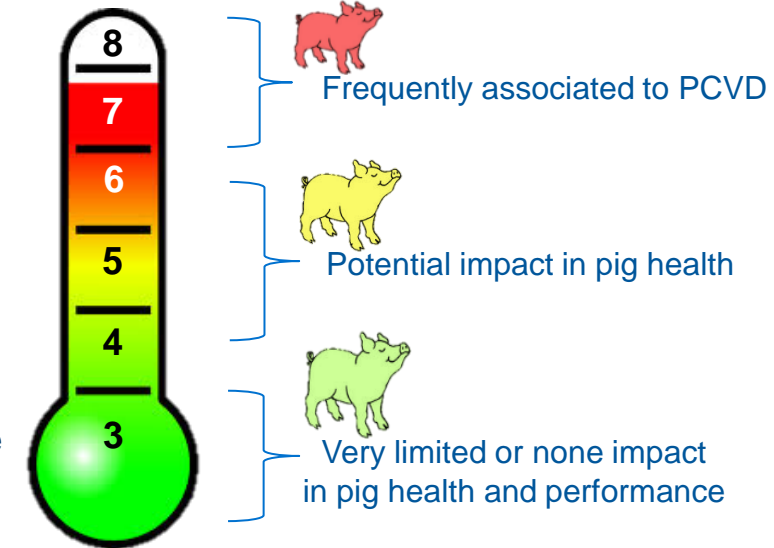 8
Frequently associated to PCVD
7
6
5
Potential impact in pig health
4
3
Very limited or none impact
in pig health and performance